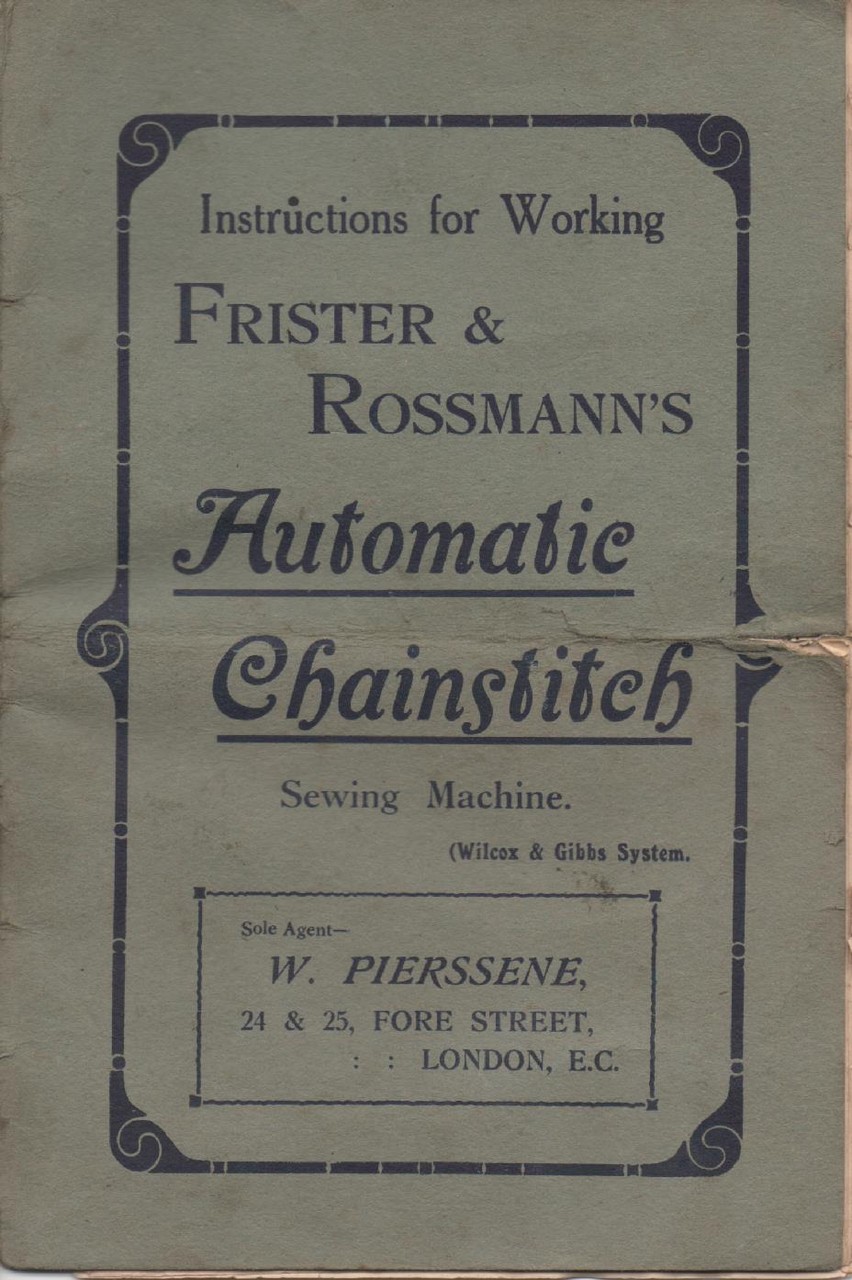 Instructions for Working
FRISTER &
ROSSMANN'S
Automatic
Chainstitch
Sewing Machine.
(Wilcox & Gibbs System.
Sole Agent—
W. PIERSSENE,
24 & 25, FORE STREET,
: : LONDON, E.C.